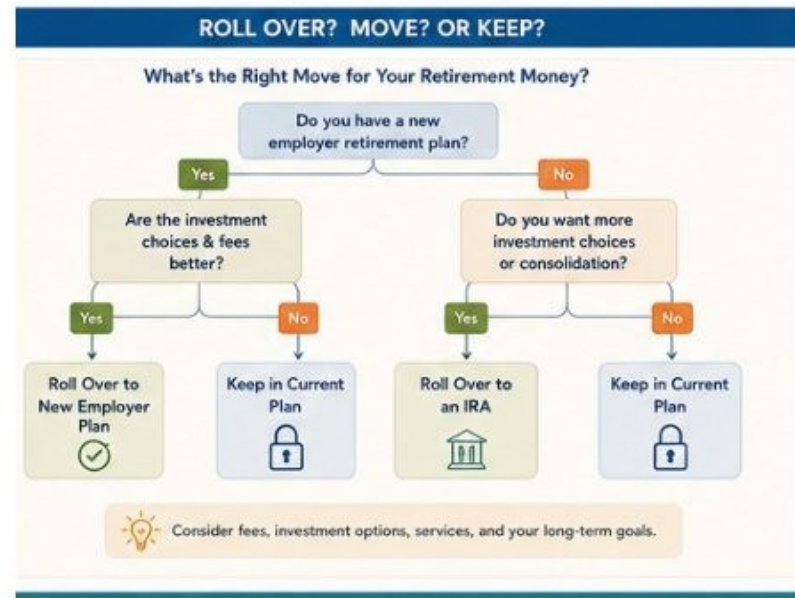 ROLL OVER? MOVE? OR KEEP?
What's the Right Move for Your Retirement Money?
Do you have a new
employer retirement plan?
Yes
No
Are the investment
choices & fees
better?
Do you want more
investment choices
or consolidation?
Yes
No
Yes
No
Roll Over to
New Employer
Plan
Keep in Current
Plan
Roll Over to
an IRA
Keep in Current
Plan
Consider fees, investment options, services, and your long-term goals.